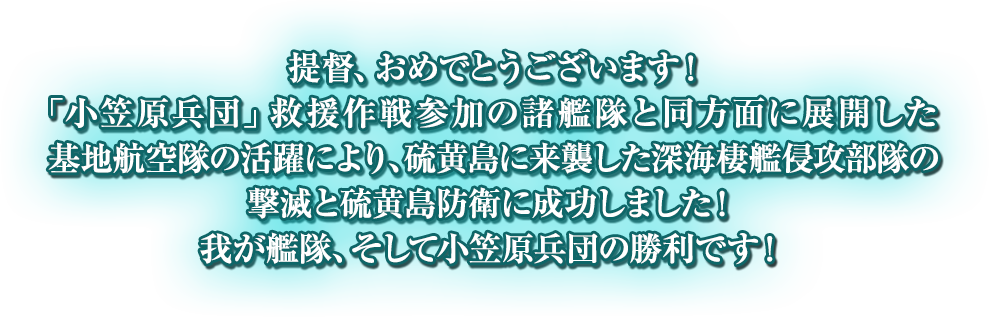 提督、おめでとうございます！
「小笠原兵団」救援作戦参加の諸艦隊と同方面に展開した
基地航空隊の活躍により、硫黄島に来襲した深海棲艦侵攻部隊の
撃滅と硫黄島防衛に成功しました！
我が艦隊、そして小笠原兵団の勝利です！